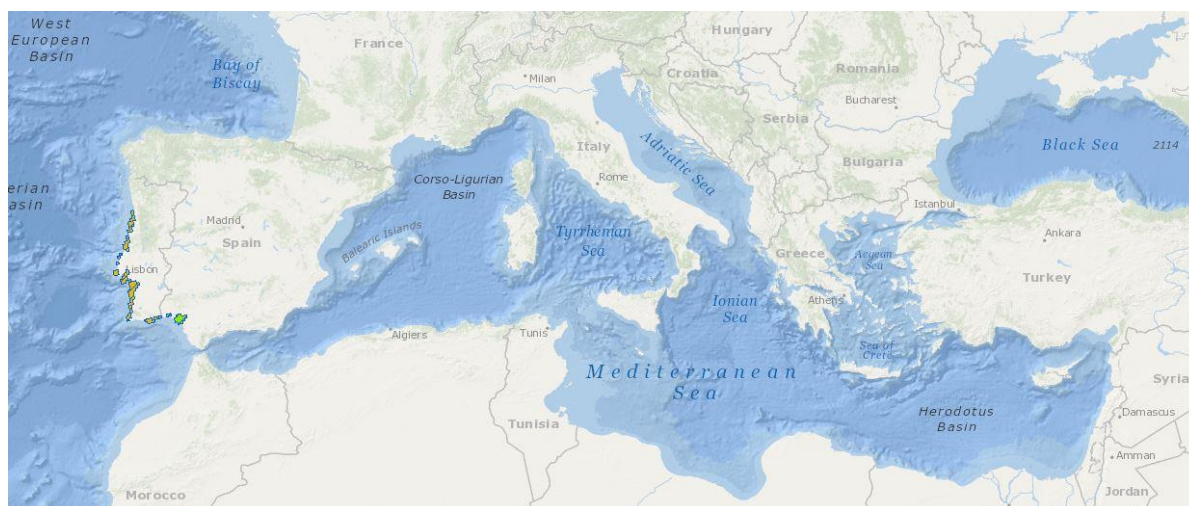 West
European
Basin
France
Hungary
Bay of
Biscay
Milan
Croatia
Romania
Bucharest
Serbia
Italy
Adriatic Sea
Black Sea
2114
Corso-Ligurian
Basin
Rome
Bulgaria
erian
asin
Istanbul
Madrid
Spain
Balearic Islands
Tyrrhenian
Sea
Ankara
Greece
Aegean
Sea
Lisbon
Turkey
Ionian
Sea
Athens
Algiers
Tunis
Sea of
Crete
Mediterranean
Sea
Syria
Herodotus
Basin
Damascus
Tunisia
Amman
Morocco
Jordan